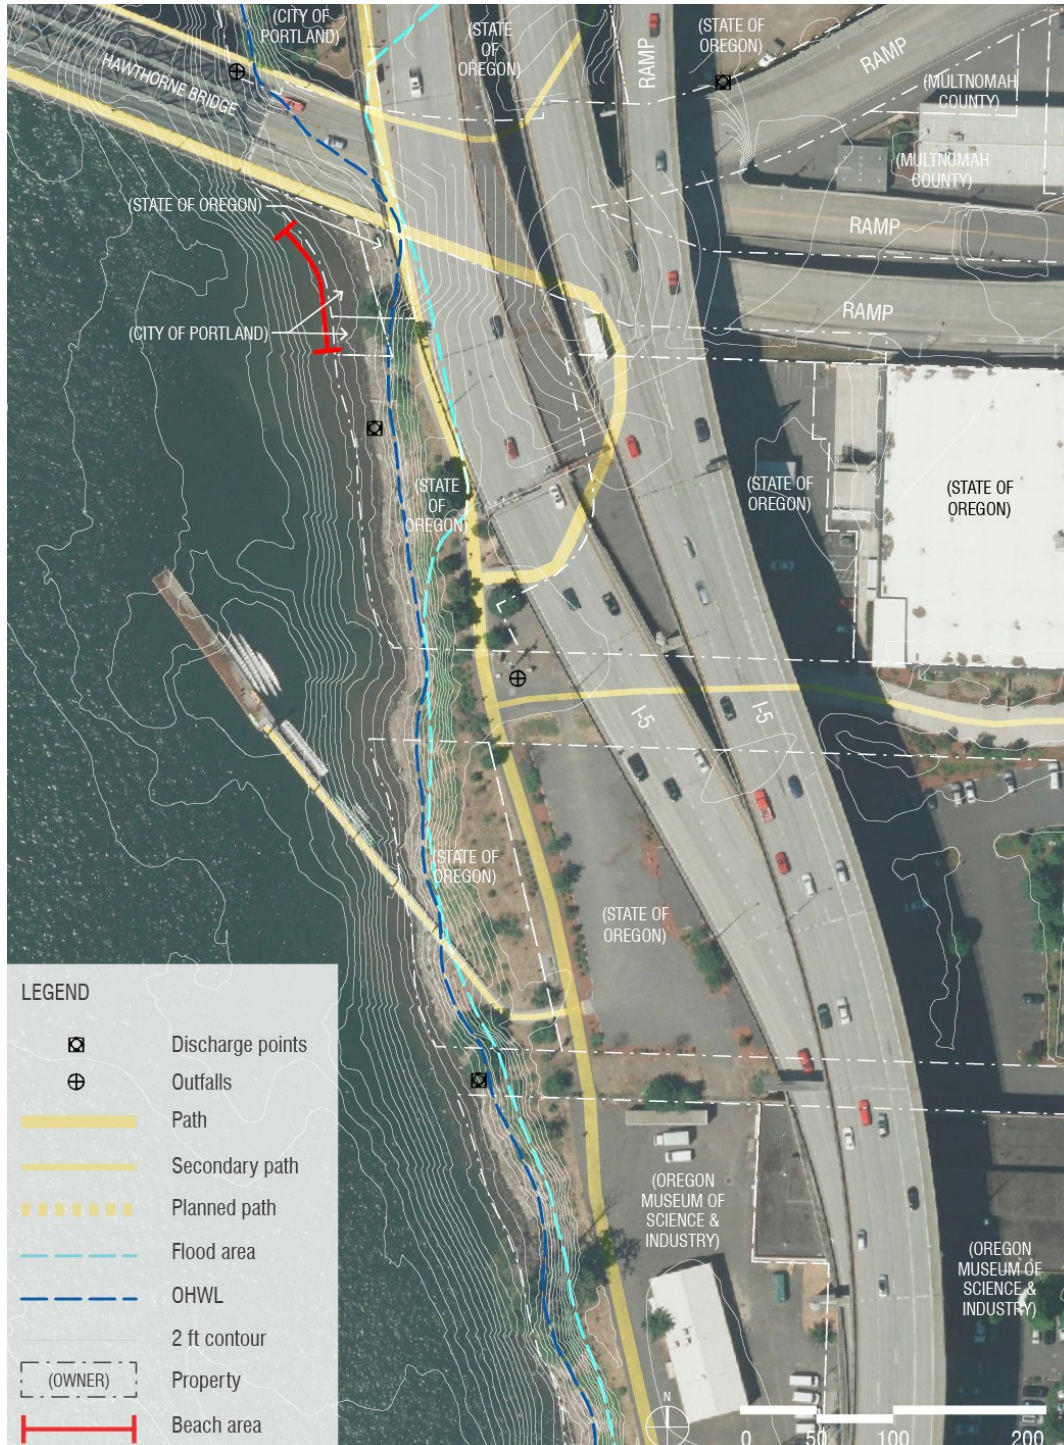 (CITY OF
PORTLAND)
(STATE
OF
OREGON)
(STATE OF
OREGON)
RAMP
RAMP
HAWTHORNE BRIDGE
(MULTNOMAH
COUNTY)
(MULTNOMAH
COUNTY)
(STATE OF OREGON)
RAMP
RAMP
(CITY OF PORTLAND)
(STATE
OF
OREGON)
(STATE OF
OREGON)
(STATE OF
OREGON)
I-5
I-5
(STATE OF
OREGON)
(STATE OF
OREGON)
LEGEND
Discharge points
Outfalls
Path
Secondary path
Planned path
Flood area
OHWL
2 ft contour
(OWNER) Property
Beach area
(OREGON
MUSEUM OF
SCIENCE &
INDUSTRY)
(OREGON
MUSEUM OF
SCIENCE &
INDUSTRY)
N
0 50 100 200